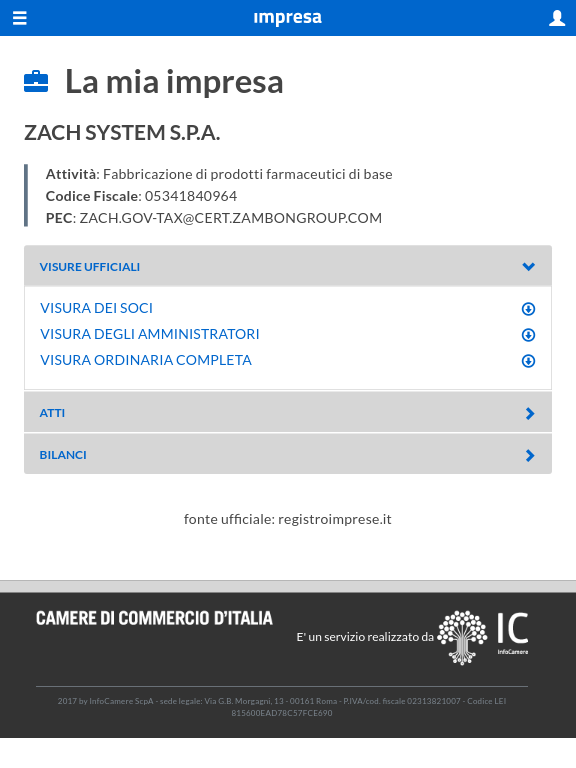 impresa
La mia impresa
ZACH SYSTEM S.P.A.
Attività: Fabbricazione di prodotti farmaceutici di base
Codice Fiscale: 05341840964
PEC: ZACH.GOV-TAX@CERT.ZAMBONGROUP.COM
VISURE UFFICIALI
VISURA DEI SOCI
VISURA DEGLI AMMINISTRATORI
VISURA ORDINARIA COMPLETA
ATTI
BILANCI
fonte ufficiale: registroimprese.it
CAMERE DI COMMERCIO D'ITALIA
E' un servizio realizzato da
IC
InfoCamere
2017 by InfoCamere ScpA - sede legale: Via G.B. Morgagni, 13 - 00161 Roma - P.IVA/cod. fiscale 02313821007 - Codice LEI
815600EAD78C57FCE690